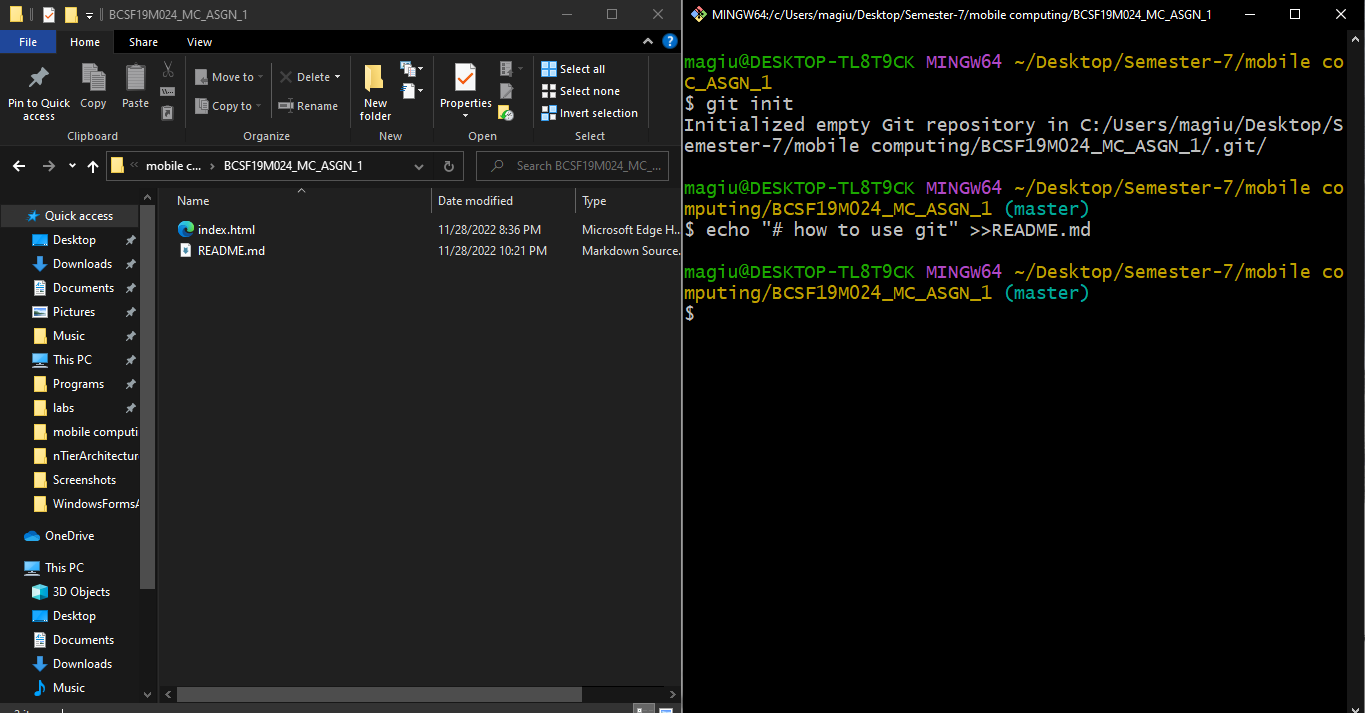 BCSF19M024_MC_ASGN_1
File Home Share View
Pin to Quick access
Copy
Paste
Clipboard
Move to
Copy to
Delete
Rename
Organize
New folder
New
Properties
Open
Select all
Select none
Invert selection
Select
mobile c... BCSF19M024_MC_ASGN_1
Search BCSF19M024_MC_...
Quick access
Desktop
Downloads
Documents
Pictures
Music
This PC
Programs
labs
mobile computi
nTierArchitectur
Screenshots
WindowsFormsA
OneDrive
This PC
3D Objects
Desktop
Documents
Downloads
Music
Name Date modified Type
index.html 11/28/2022 8:36 PM Microsoft Edge H...
README.md 11/28/2022 10:21 PM Markdown Source...
MINGW64:/c/Users/magiu/Desktop/Semester-7/mobile computing/BCSF19M024_MC_ASGN_1
magiu@DESKTOP-TL8T9CK MINGW64 ~/Desktop/Semester-7/mobile co
C_ASGN_1
$ git init
Initialized empty Git repository in C:/Users/magiu/Desktop/S
emester-7/mobile computing/BCSF19M024_MC_ASGN_1/.git/
magiu@DESKTOP-TL8T9CK MINGW64 ~/Desktop/Semester-7/mobile co
mputing/BCSF19M024_MC_ASGN_1 (master)
$ echo "# how to use git" >>README.md
magiu@DESKTOP-TL8T9CK MINGW64 ~/Desktop/Semester-7/mobile co
mputing/BCSF19M024_MC_ASGN_1 (master)
$